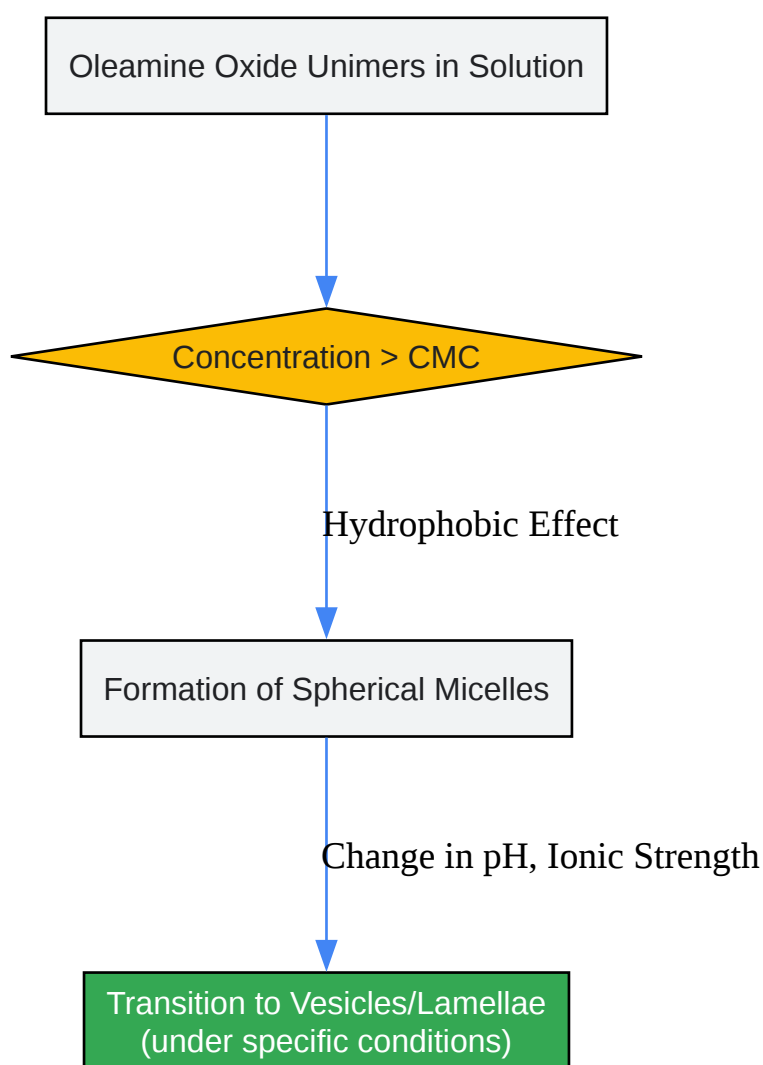 Oleamine Oxide Unimers in Solution
Concentration > CMC
Hydrophobic Effect
Formation of Spherical Micelles
Change in pH, Ionic Strength
Transition to Vesicles/Lamellae
(under specific conditions)